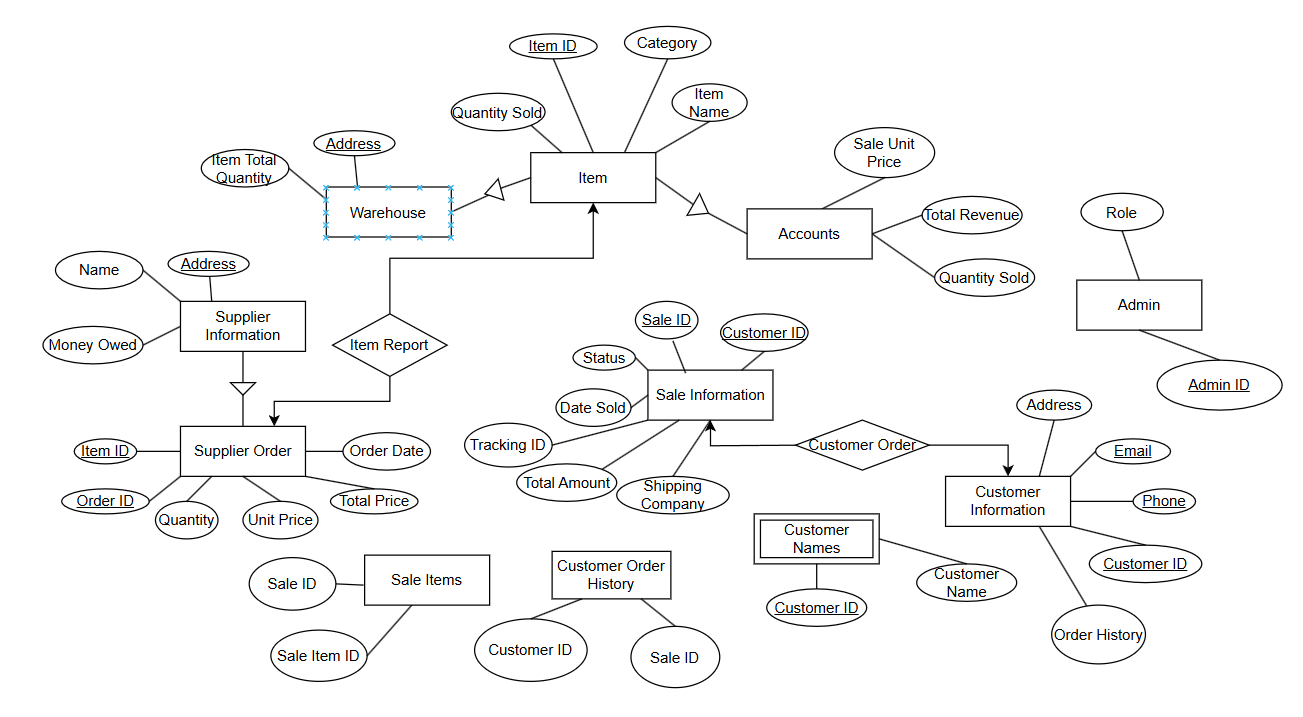 Item ID
Category
Quantity Sold
Item
Name
Address
Item Total
Quantity
Sale Unit
Price
Item
Warehouse
Accounts
Total Revenue
Quantity Sold
Role
Admin
Admin ID
Name
Address
Money Owed
Supplier
Information
Item Report
Sale ID
Customer ID
Status
Date Sold
Sale Information
Tracking ID
Total Amount
Shipping
Company
Customer Order
Address
Email
Phone
Customer
Information
Customer ID
Order History
Item ID
Supplier Order
Order Date
Order ID
Quantity
Unit Price
Total Price
Customer
Names
Customer ID
Customer
Name
Sale ID
Sale Items
Sale Item ID
Customer Order
History
Customer ID
Sale ID